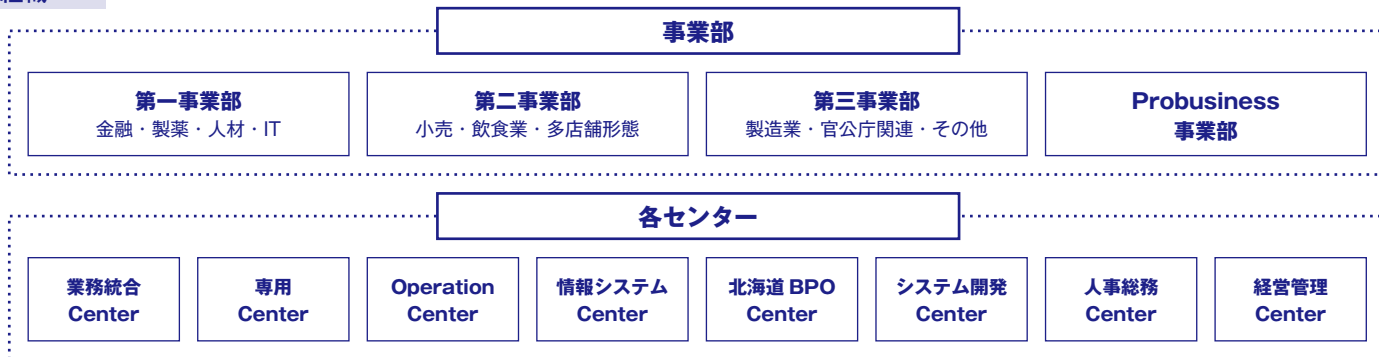 事業部
第一事業部
金融・製薬・人材・IT
第二事業部
小売・飲食業・多店舗形態
第三事業部
製造業・官公庁関連・その他
Probusiness
事業部
各センター
業務統合
Center
専用
Center
Operation
Center
情報システム
Center
北海道 BPO
Center
システム開発
Center
人事総務
Center
経営管理
Center